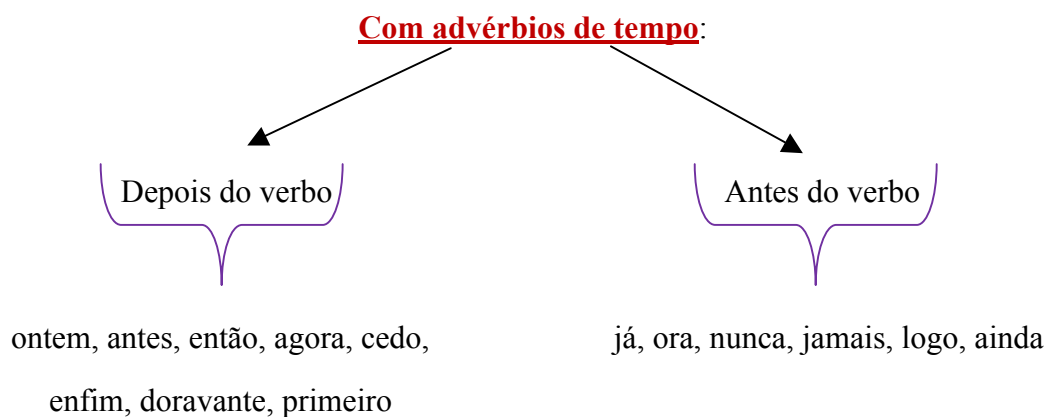 Com advérbios de tempo:
Depois do verbo
Antes do verbo
ontem, antes, então, agora, cedo,
enfim, doravante, primeiro
já, ora, nunca, jamais, logo, ainda